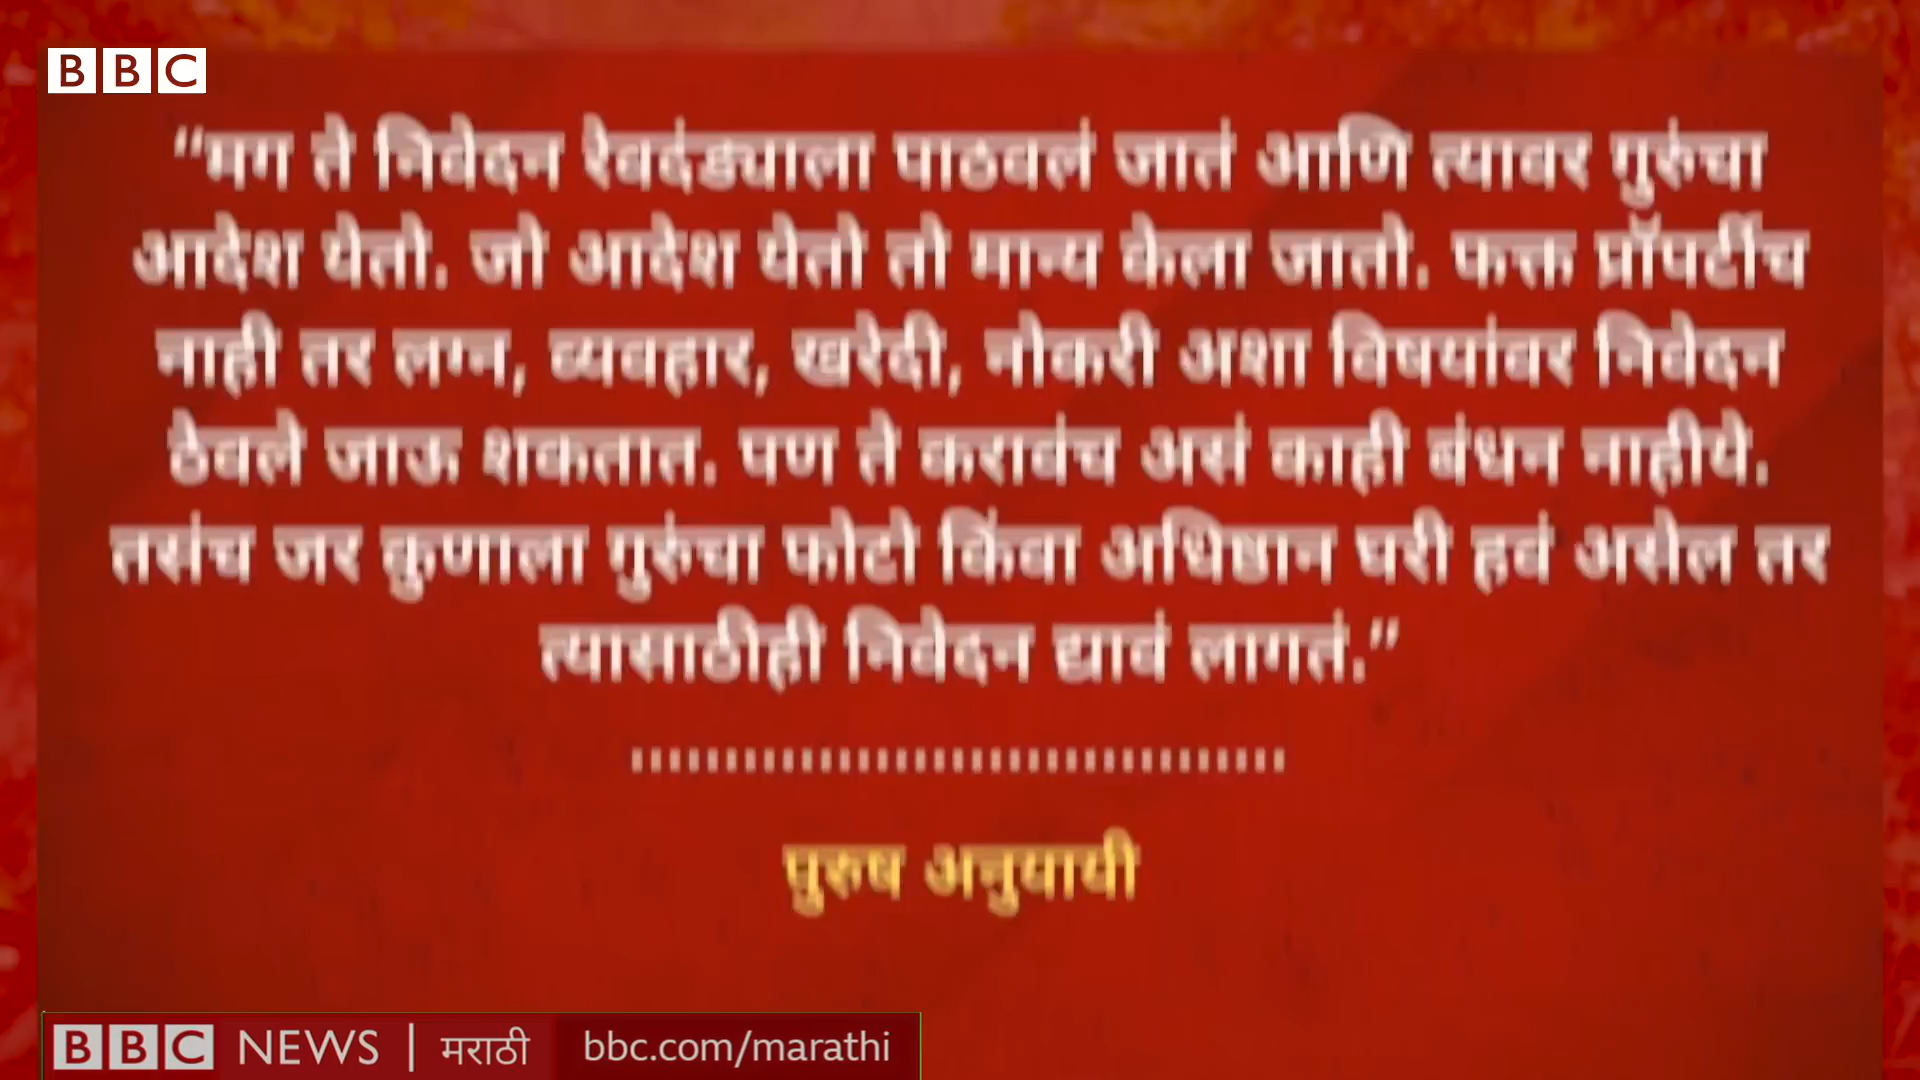 BBC
“मग ते निवेदन रेवदंड्याला पाठवलं जातं आणि त्यावर गुरुंचा
आदेश येतो. जो आदेश येतो तो मान्य केला जातो. फक्त प्रॉपर्टीच
नाही तर लग्न, व्यवहार, खरेदी, नोकरी अशा विषयांवर निवेदन
ठेवले जाऊ शकतात. पण ते करावंच असं काही बंधन नाहीये.
तसंच जर कुणाला गुरुंचा फोटो किंवा अधिष्ठान घरी हवं असेल तर
त्यासाठीही निवेदन द्यावं लागतं.”
पुरुष अनुयायी
BBC NEWS | मराठी bbc.com/marathi